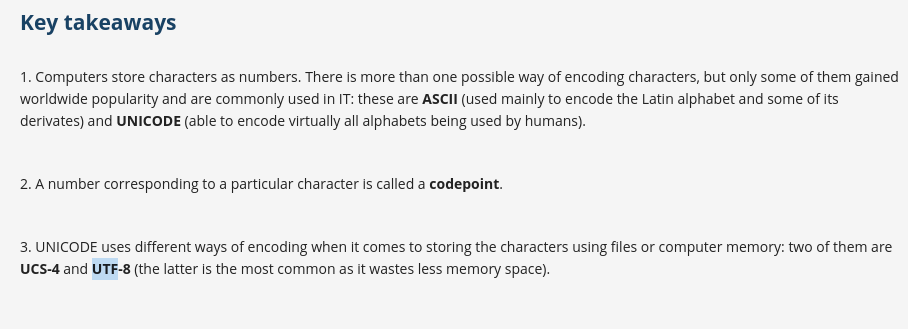 Key takeaways
1. Computers store characters as numbers. There is more than one possible way of encoding characters, but only some of them gained
worldwide popularity and are commonly used in IT: these are ASCII (used mainly to encode the Latin alphabet and some of its
derivates) and UNICODE (able to encode virtually all alphabets being used by humans).
2. A number corresponding to a particular character is called a codepoint.
3. UNICODE uses different ways of encoding when it comes to storing the characters using files or computer memory: two of them are
UCS-4 and UTF-8 (the latter is the most common as it wastes less memory space).